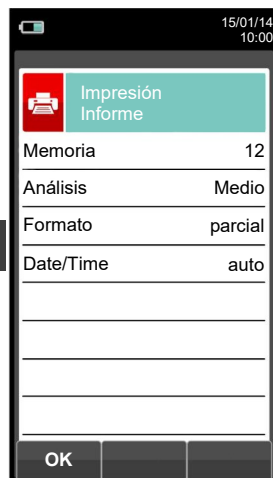 15/01/14
10:00
Impresión
Informe
Memoria 12
Análisis Medio
Formato parcial
Date/Time auto
OK